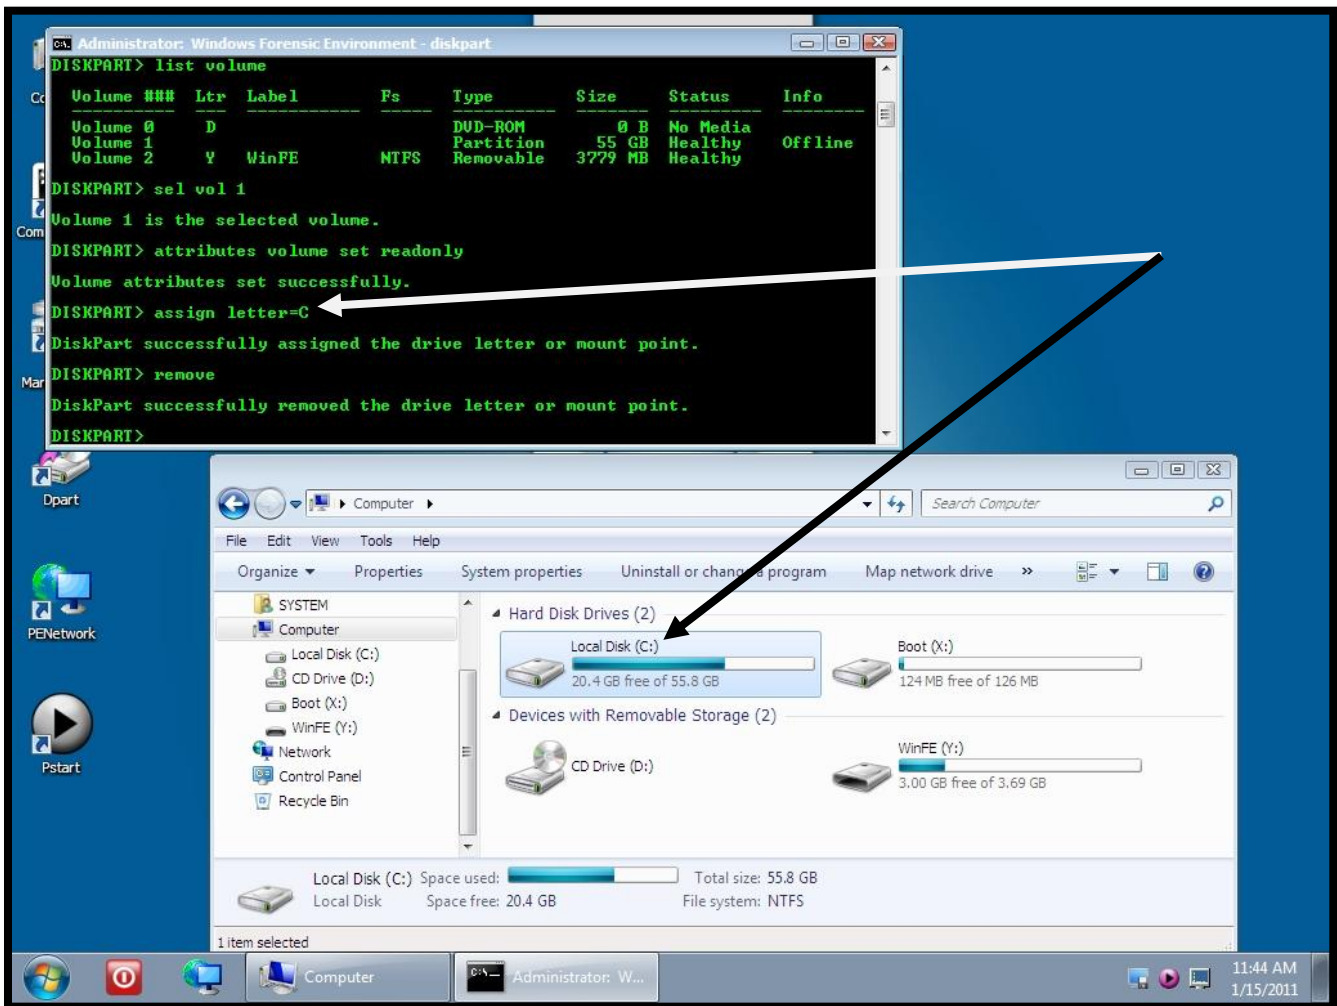 Administrator: Windows Forensic Environment - diskpart
DISKPART> list volume
Volume ### Ltr Label Fs Type Size Status Info
Volume 0 D DVD-ROM 0 B No Media
Volume 1 Partition 55 GB Healthy Offline
Volume 2 Y WinFE NTFS Removable 3779 MB Healthy
DISKPART> sel vol 1
Volume 1 is the selected volume.
DISKPART> attributes volume set readonly
Volume attributes set successfully.
DISKPART> assign letter=C
DiskPart successfully assigned the drive letter or mount point.
DISKPART> remove
DiskPart successfully removed the drive letter or mount point.
DISKPART>
Dpart
PENetwork
Pstart
Computer
Search Computer
File Edit View Tools Help
Organize Properties System properties Uninstall or change a program Map network drive »
SYSTEM
Computer
Local Disk (C:)
CD Drive (D:)
Boot (X:)
WinFE (Y:)
Network
Control Panel
Recycle Bin
Hard Disk Drives (2)
Local Disk (C:)
20.4 GB free of 55.8 GB
Boot (X:)
124 MB free of 126 MB
Devices with Removable Storage (2)
CD Drive (D:)
WinFE (Y:)
3.00 GB free of 3.69 GB
Local Disk (C:) Space used: Total size: 55.8 GB
Local Disk Space free: 20.4 GB File system: NTFS
1 item selected
Computer
Administrator: W...
11:44 AM
1/15/2011